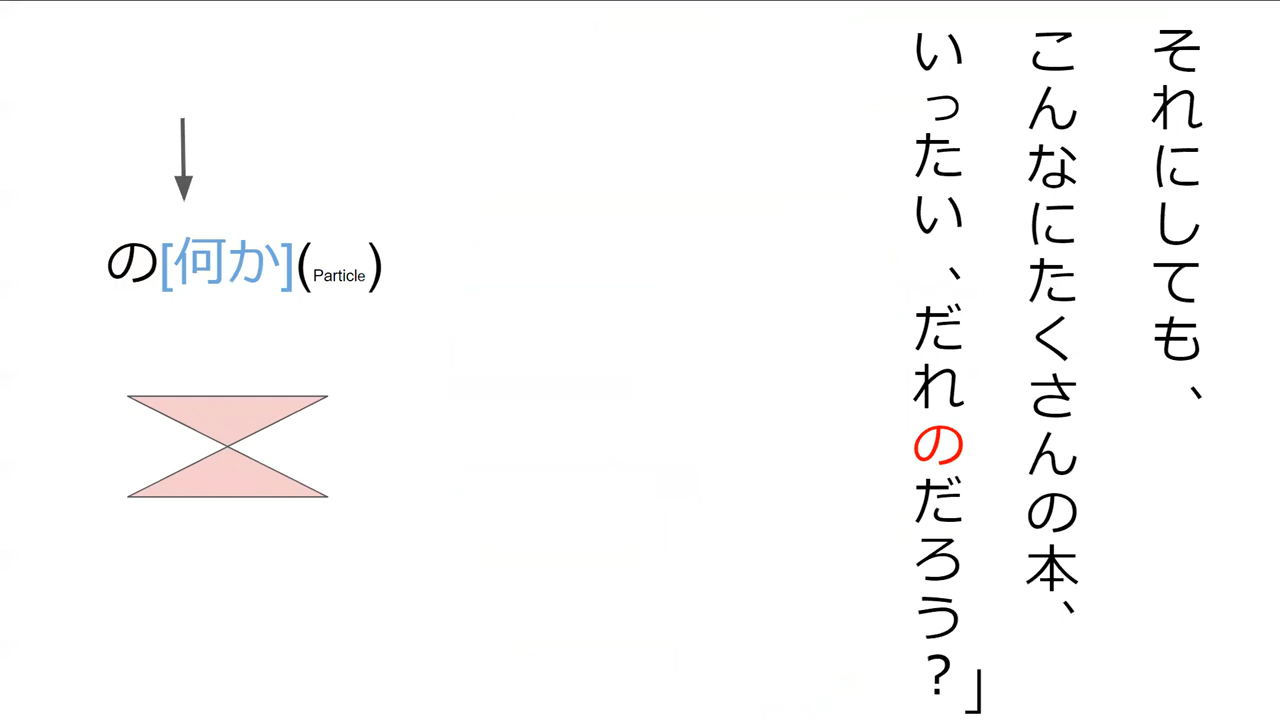 それにしても、
こんなにたくさんの本、
いったい、だれのだろう？」
の[何か](Particle)